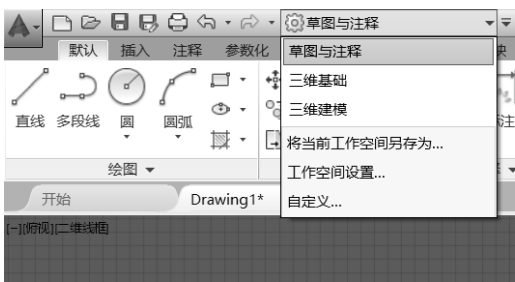 草图与注释
默认 插入 注释 参数化
草图与注释
三维基础
三维建模
将当前工作空间另存为...
工作空间设置...
自定义...
直线 多段线 圆 圆弧
绘图
开始 Drawing1*
[-][俯视][二维线框]